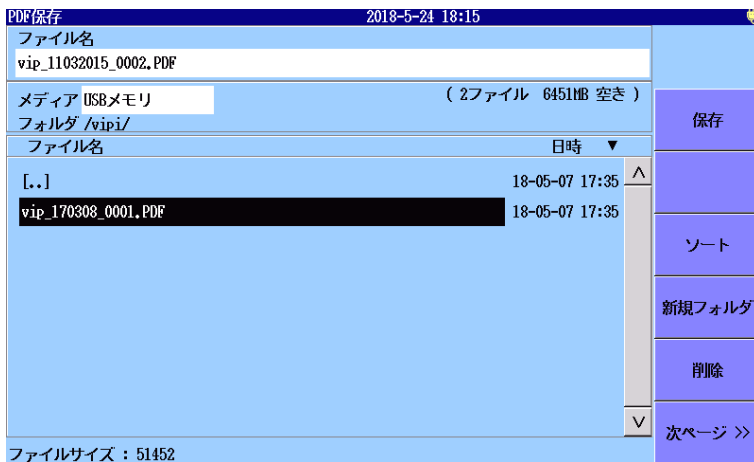 PDF保存 2018-5-24 18:15
ファイル名
vip_11032015_0002.PDF
メディア USBメモリ ( 2ファイル 6451MB 空き )
フォルダ /vipi/
ファイル名 日時 ▼
[..] 18-05-07 17:35
vip_170308_0001.PDF 18-05-07 17:35
ファイルサイズ : 51452
保存
ソート
新規フォルダ
削除
次ページ >>